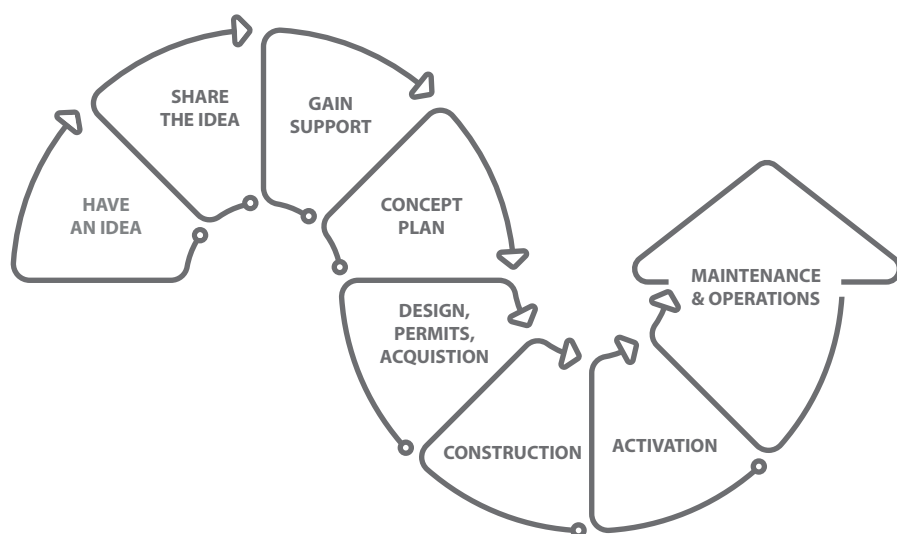 HAVE
AN IDEA
SHARE
THE IDEA
GAIN
SUPPORT
CONCEPT
PLAN
DESIGN,
PERMITS,
ACQUISTION
CONSTRUCTION
ACTIVATION
MAINTENANCE
& OPERATIONS